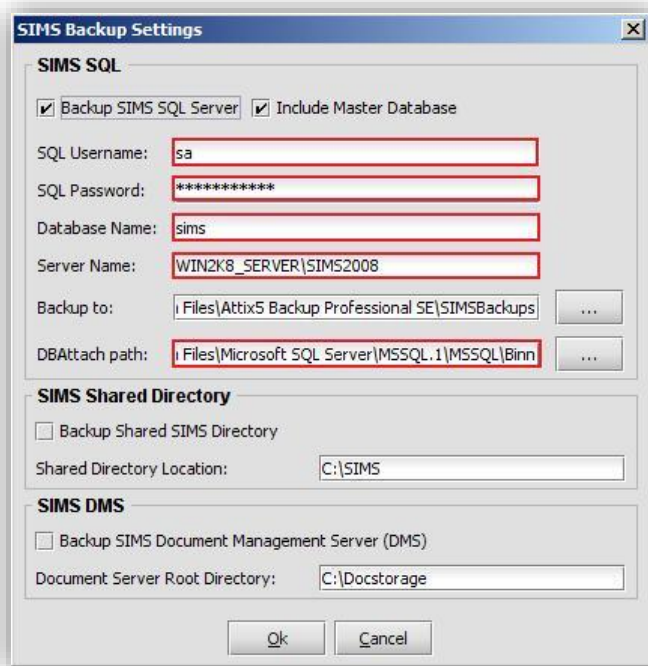 SIMS Backup Settings
SIMS SQL
Backup SIMS SQL Server Include Master Database
SQL Username: sa
SQL Password: ***********
Database Name: sims
Server Name: WIN2K8_SERVER\SIMS2008
Backup to: Files\Attix5 Backup Professional SE\SIMSBackups ...
DBAttach path: Files\Microsoft SQL Server\MSSQL.1\MSSQL\Binn ...
SIMS Shared Directory
Backup Shared SIMS Directory
Shared Directory Location: C:\SIMS
SIMS DMS
Backup SIMS Document Management Server (DMS)
Document Server Root Directory: C:\Docstorage
Ok Cancel